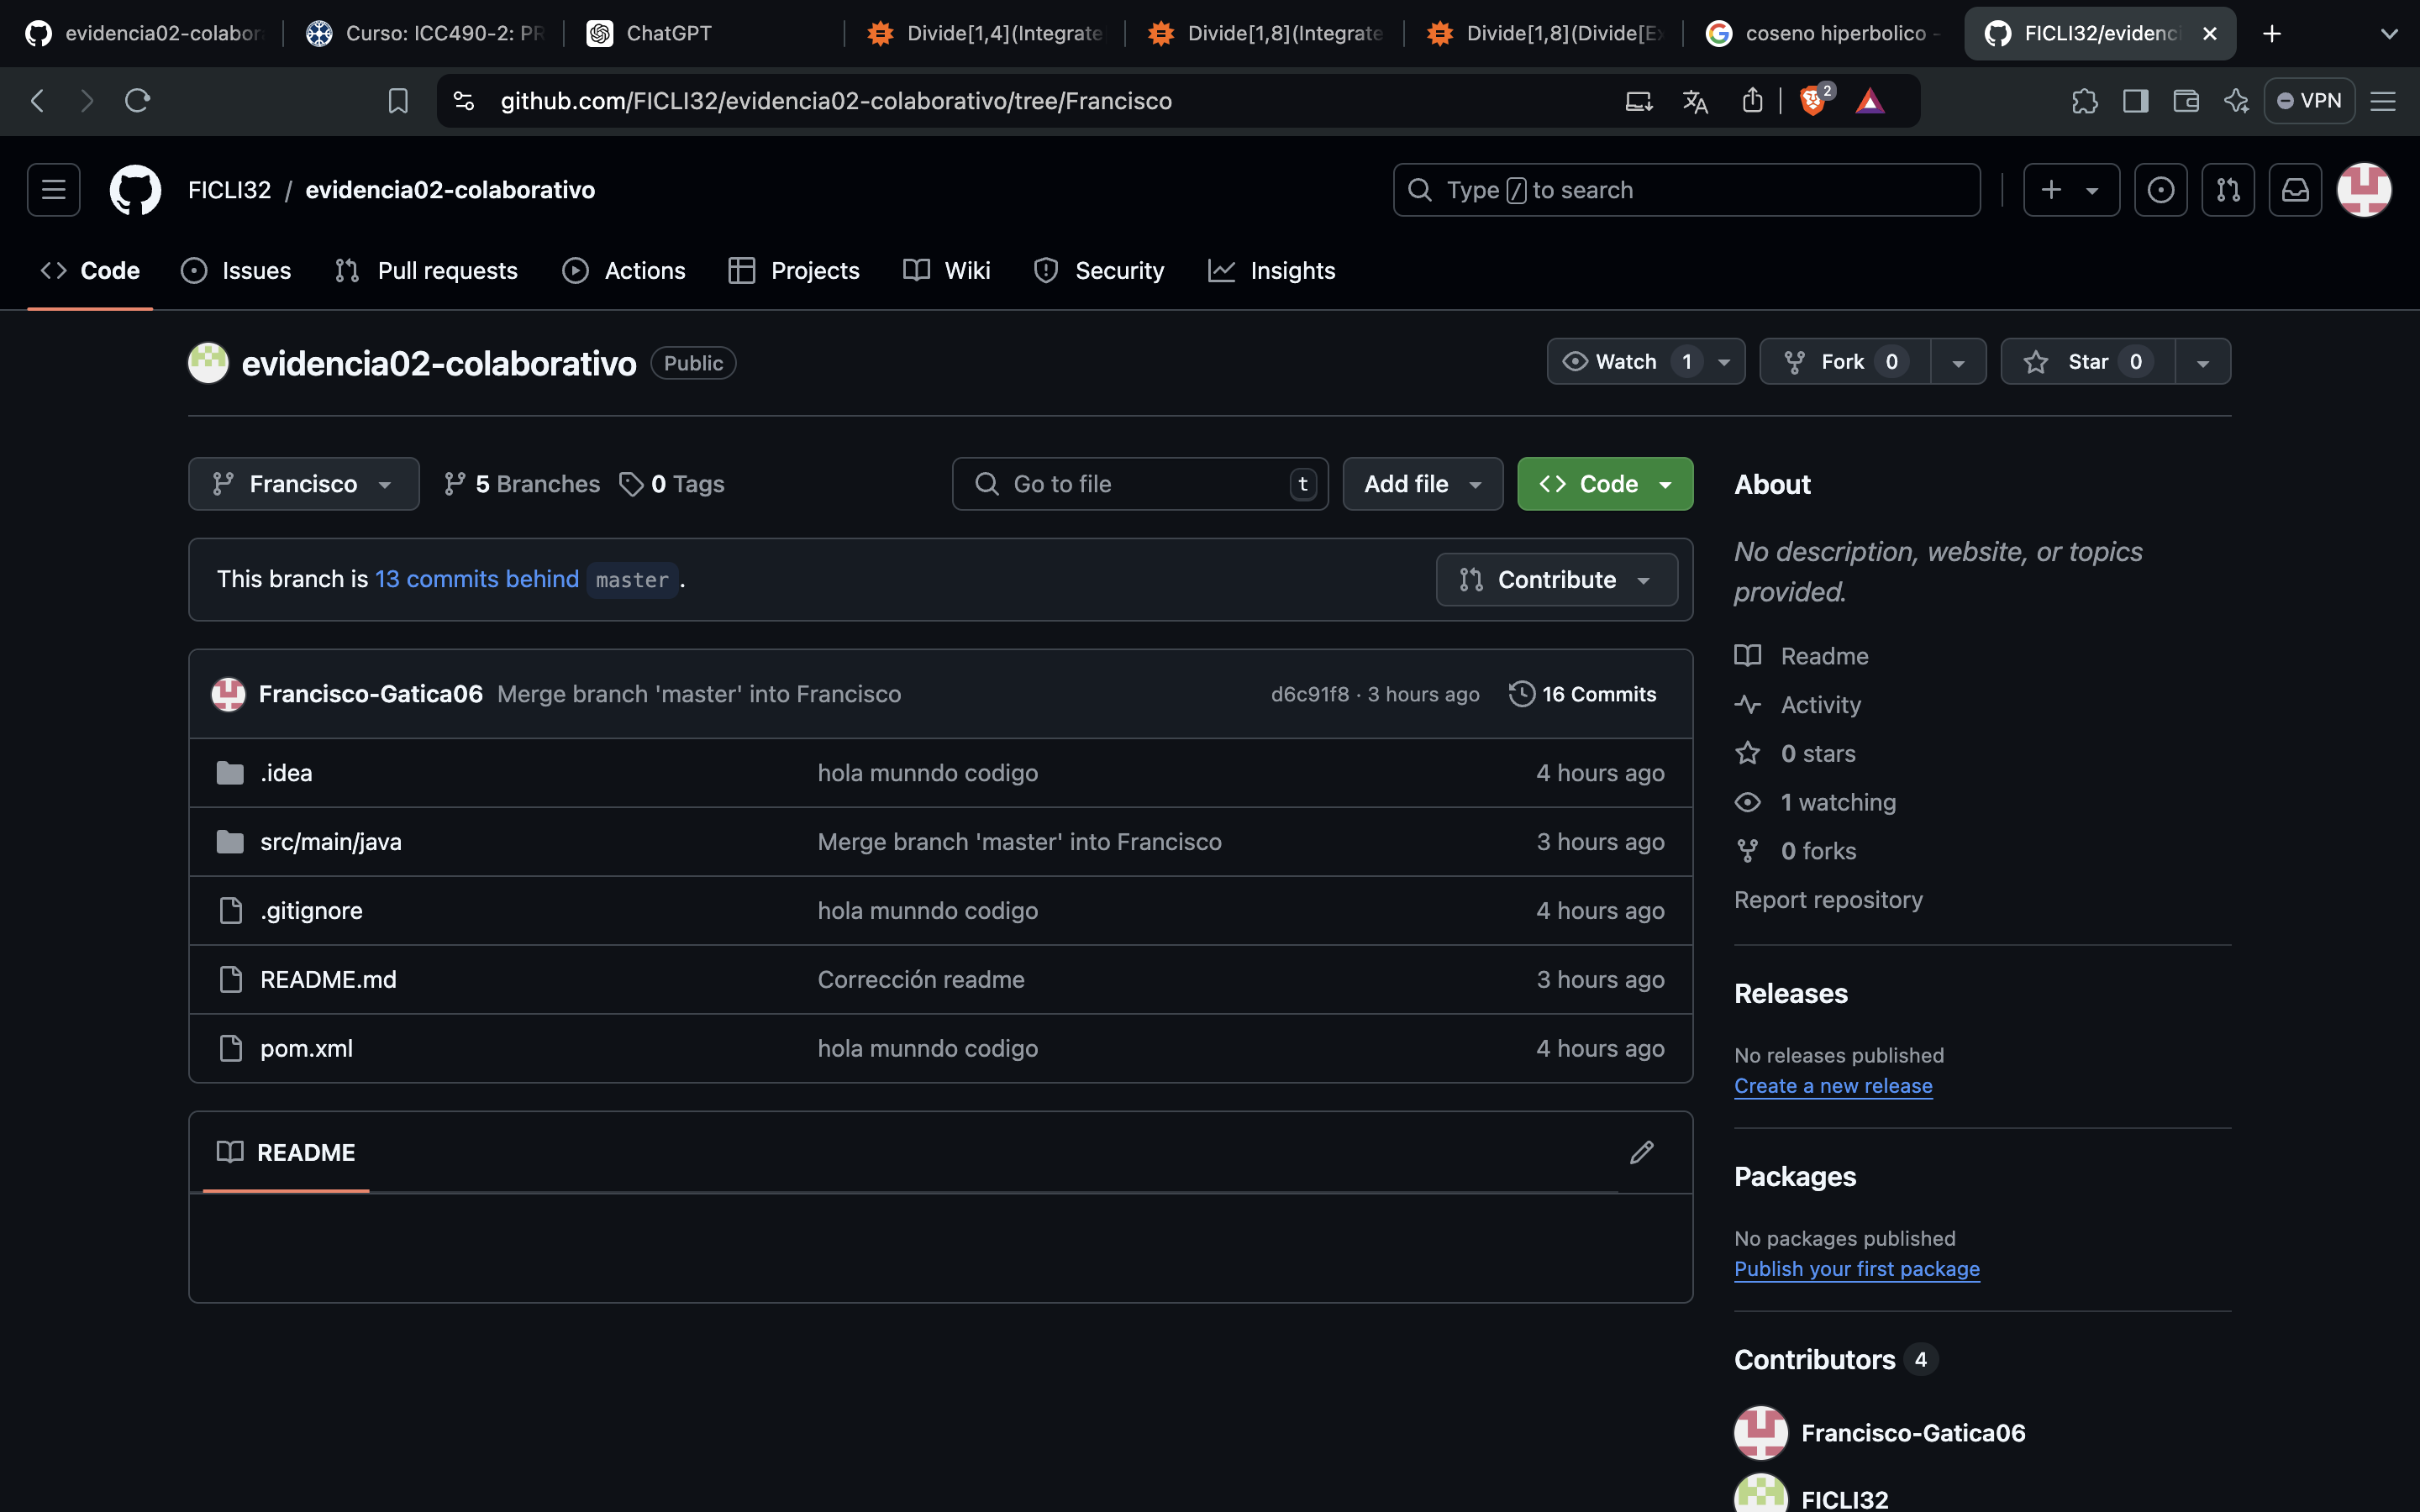 evidencia02-colabor
Curso: ICC490-2: PR
ChatGPT
Divide[1,4](Integrate
Divide[1,8](Integrate
Divide[1,8](Divide[Ex
coseno hiperbolico -
FICLI32/evidenci
github.com/FICLI32/evidencia02-colaborativo/tree/Francisco
2
VPN
FICLI32 / evidencia02-colaborativo
Type / to search
Code
Issues
Pull requests
Actions
Projects
Wiki
Security
Insights
evidencia02-colaborativo Public
Watch 1
Fork 0
Star 0
Francisco
5 Branches
0 Tags
Go to file t
Add file
Code
This branch is 13 commits behind master .
Contribute
Francisco-Gatica06 Merge branch 'master' into Francisco d6c91f8 · 3 hours ago 16 Commits
.idea hola munndo codigo 4 hours ago
src/main/java Merge branch 'master' into Francisco 3 hours ago
.gitignore hola munndo codigo 4 hours ago
README.md Corrección readme 3 hours ago
pom.xml hola munndo codigo 4 hours ago
README
About
No description, website, or topics
provided.
Readme
Activity
0 stars
1 watching
0 forks
Report repository
Releases
No releases published
Create a new release
Packages
No packages published
Publish your first package
Contributors 4
Francisco-Gatica06
FICLI32